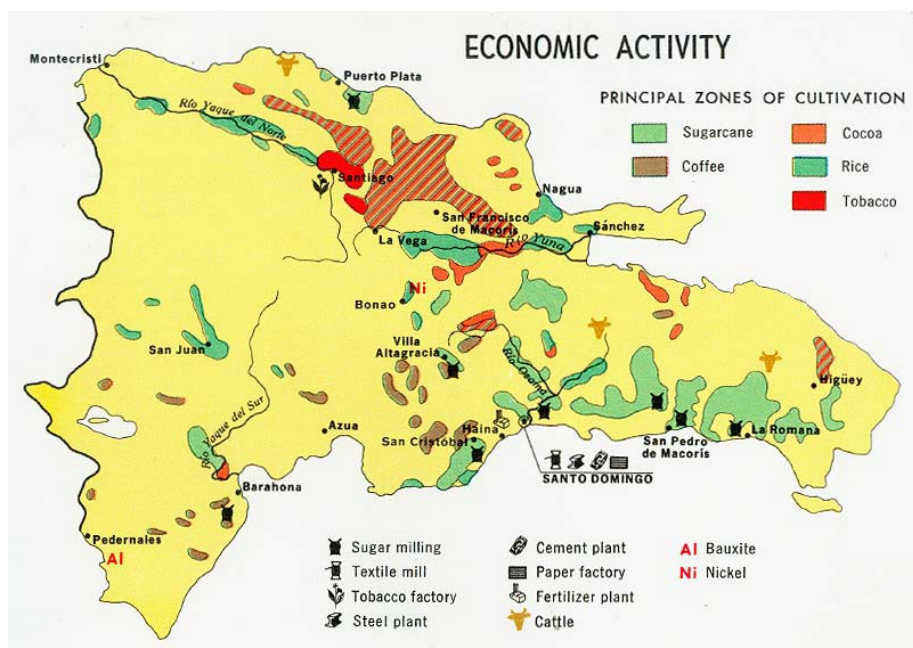 ECONOMIC ACTIVITY
PRINCIPAL ZONES OF CULTIVATION
Sugarcane
Cocoa
Coffee
Rice
Tobacco
Montecristi
Puerto Plata
Río Yaque del Norte
Santiago
Nagua
San Francisco
de Macorís
Sánchez
La Vega
Río Yuna
Ni
Bonao
San Juan
Villa
Altagracia
Río Ozama
Higüey
Río Yaque del Sur
Azua
Haina
San Cristóbal
San Pedro
de Macorís
La Romana
SANTO DOMINGO
Barahona
Pedernales
Al
Sugar milling
Textile mill
Tobacco factory
Steel plant
Cement plant
Paper factory
Fertilizer plant
Cattle
Al Bauxite
Ni Nickel